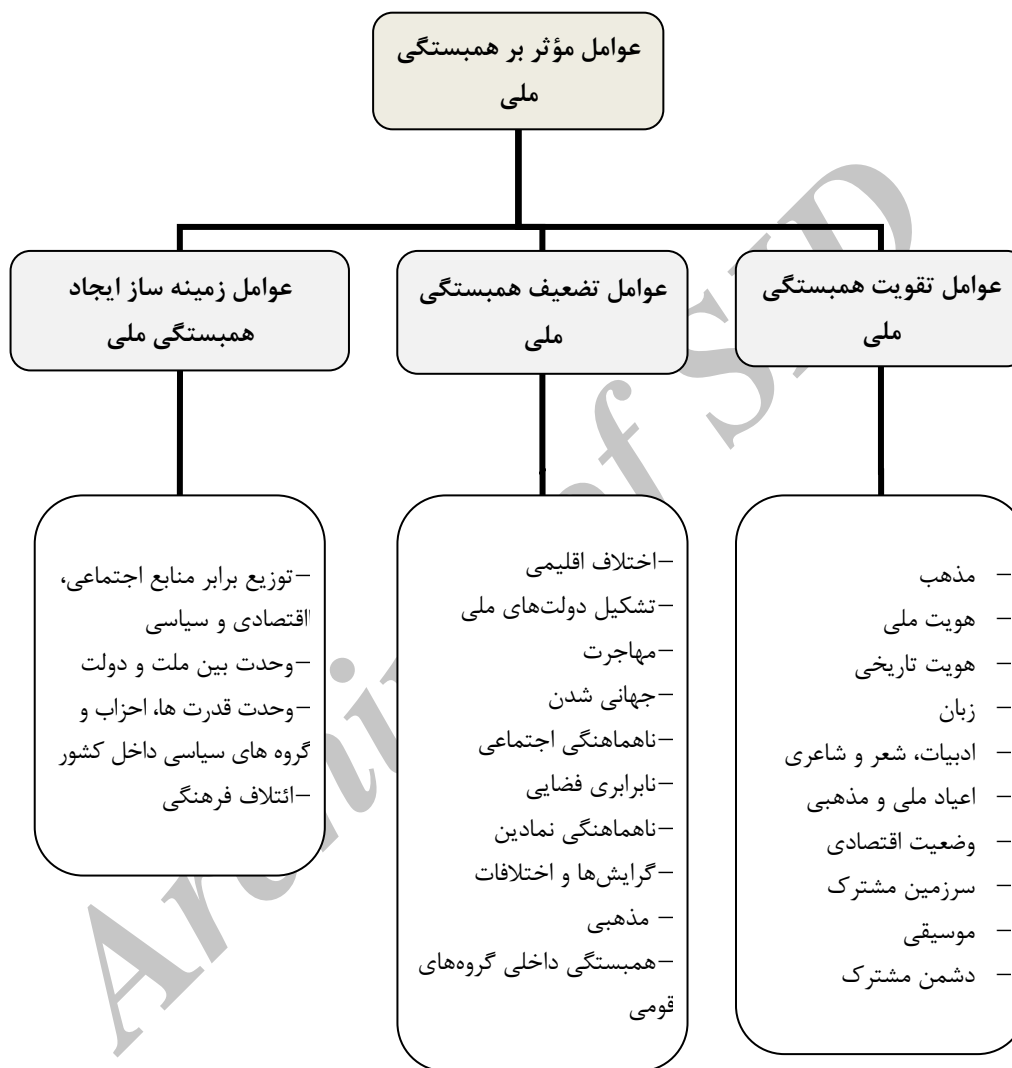 عوامل مؤثر بر همبستگی
ملی
عوامل تقویت همبستگی
ملی
عوامل تضعیف همبستگی
ملی
عوامل زمینه ساز ایجاد
همبستگی ملی
– مذهب
– هویت ملی
– هویت تاریخی
– زبان
– ادبیات، شعر و شاعری
– اعیاد ملی و مذهبی
– وضعیت اقتصادی
– سرزمین مشترک
– موسیقی
– دشمن مشترک
–اختلاف اقلیمی
–تشکیل دولت‌های ملی
–مهاجرت
–جهانی شدن
–ناهماهنگی اجتماعی
–نابرابری فضایی
–ناهماهنگی نمادین
–گرایش‌ها و اختلافات
– مذهبی
–همبستگی داخلی گروه‌های
قومی
–توزیع برابر منابع اجتماعی،
اقتصادی و سیاسی
–وحدت بین ملت و دولت
–وحدت قدرت ها، احزاب و
گروه های سیاسی داخل کشور
–ائتلاف فرهنگی
Archive of SID